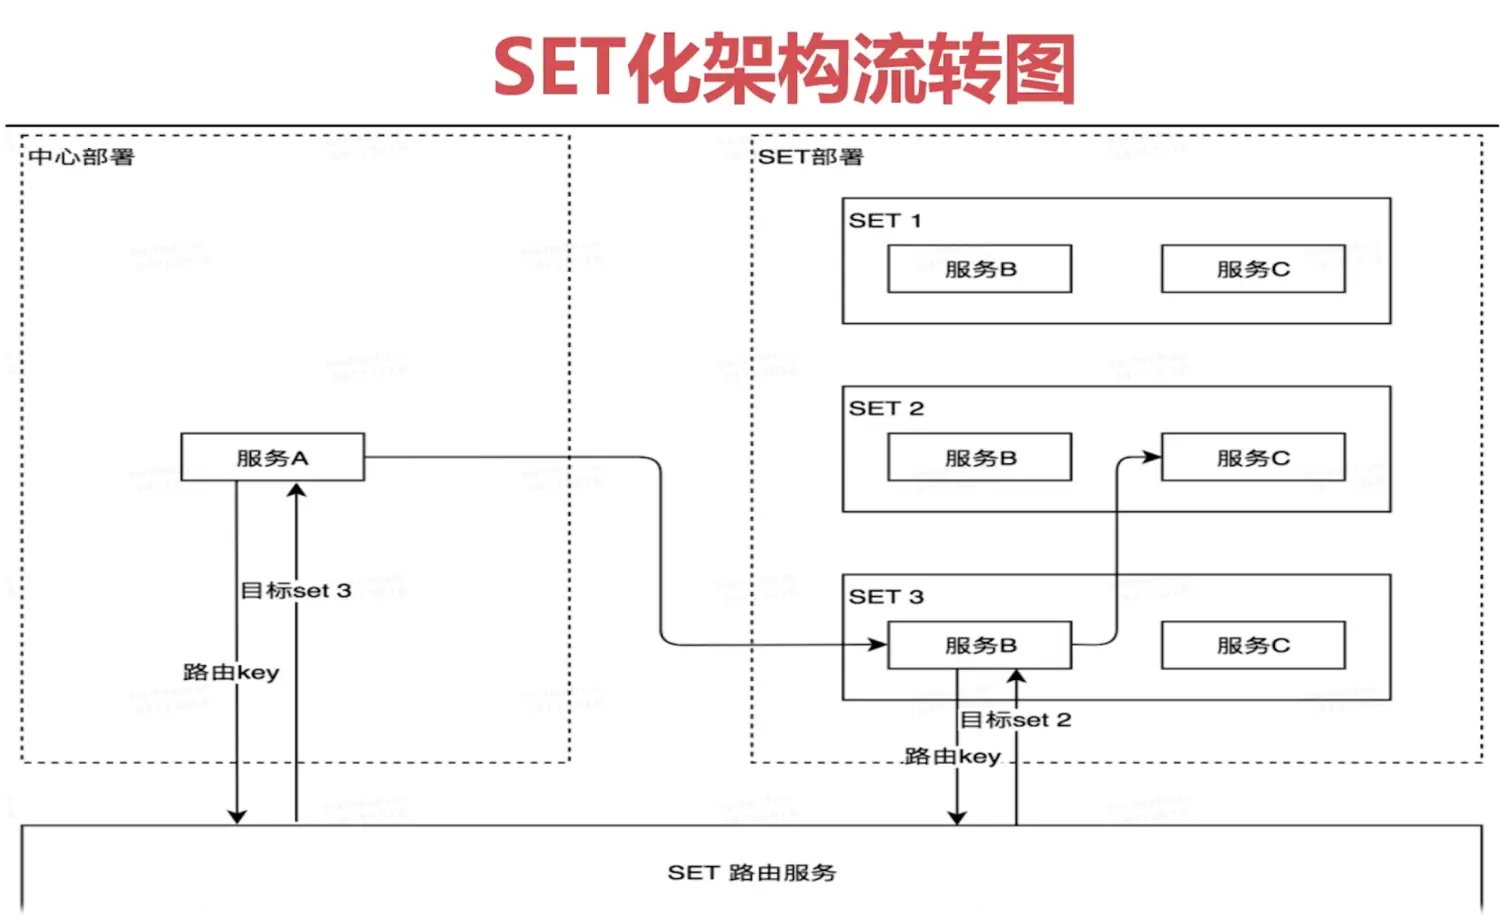 SET化架构流转图
中心部署
SET部署
SET 1
服务B
服务C
SET 2
服务A
服务B
服务C
目标set 3
SET 3
服务B
服务C
路由key
目标set 2
路由key
SET 路由服务